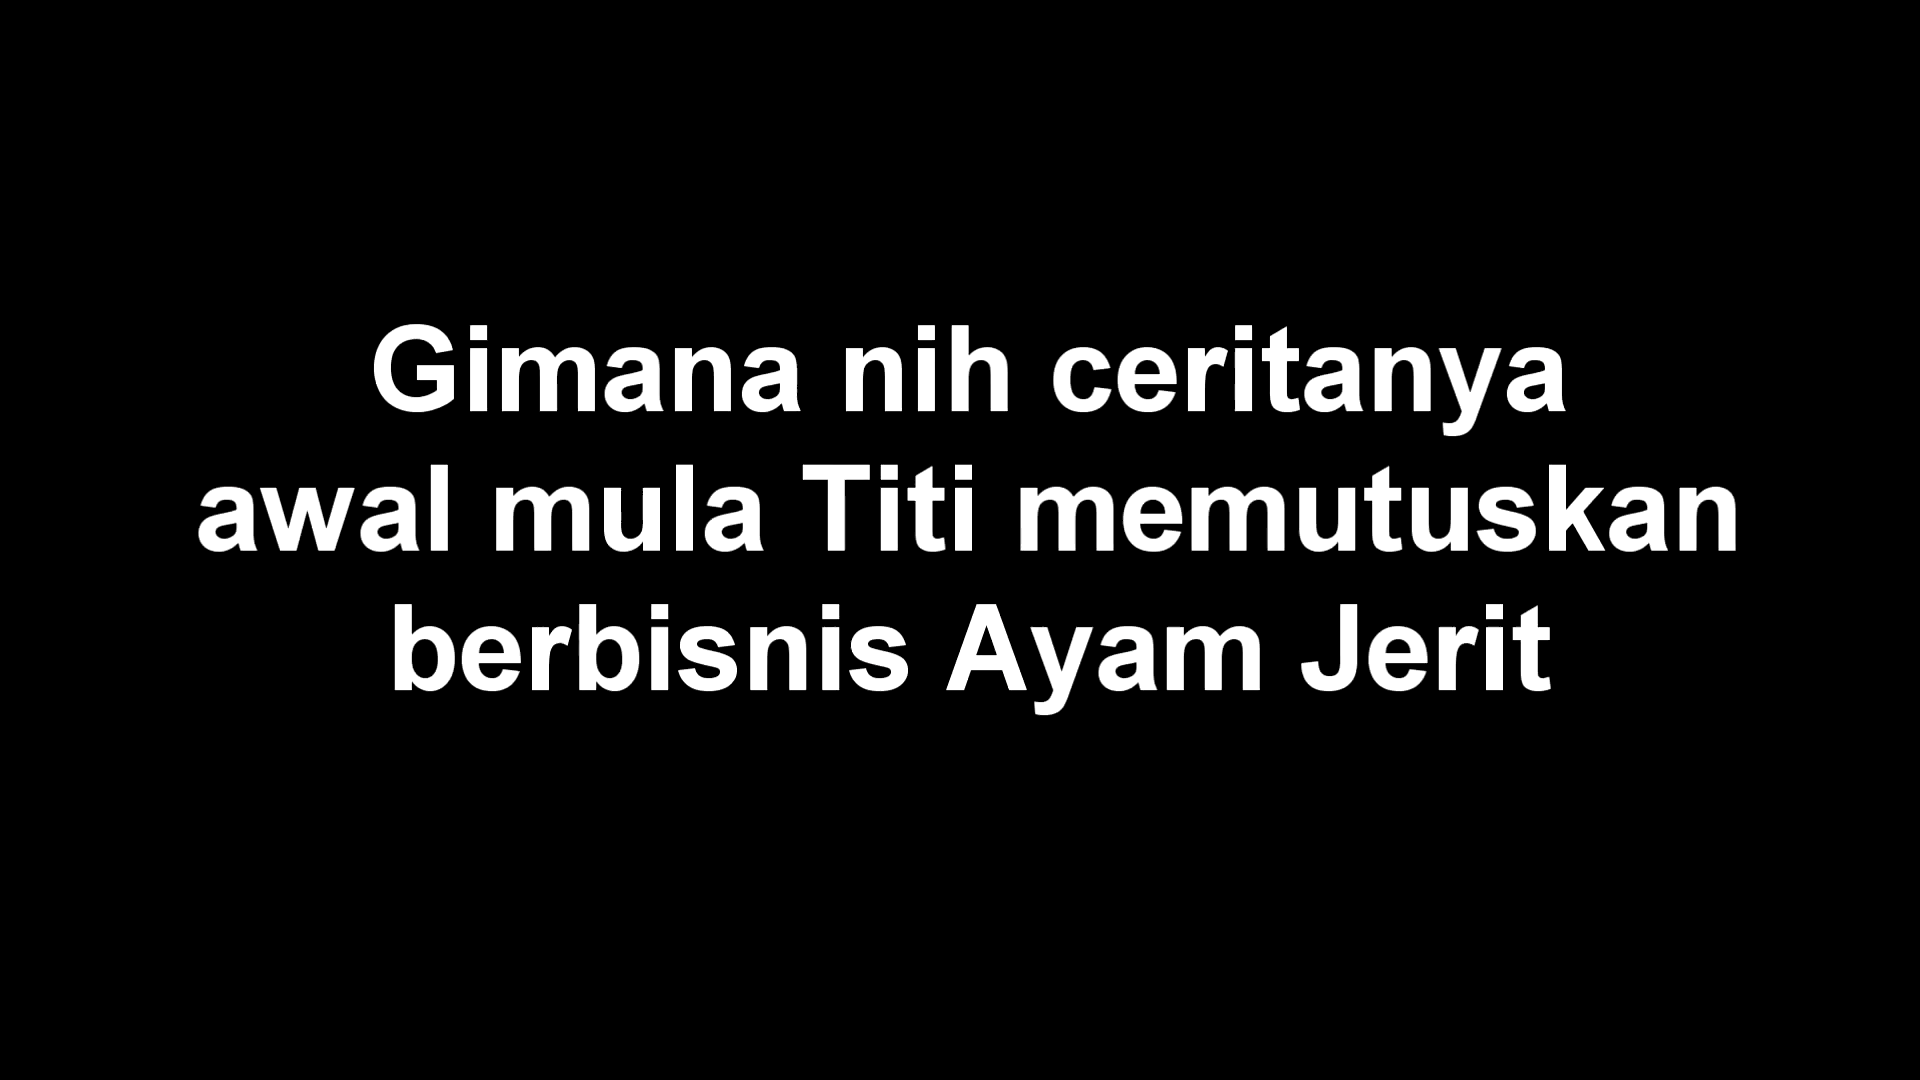 Gimana nih ceritanya
awal mula Titi memutuskan
berbisnis Ayam Jerit